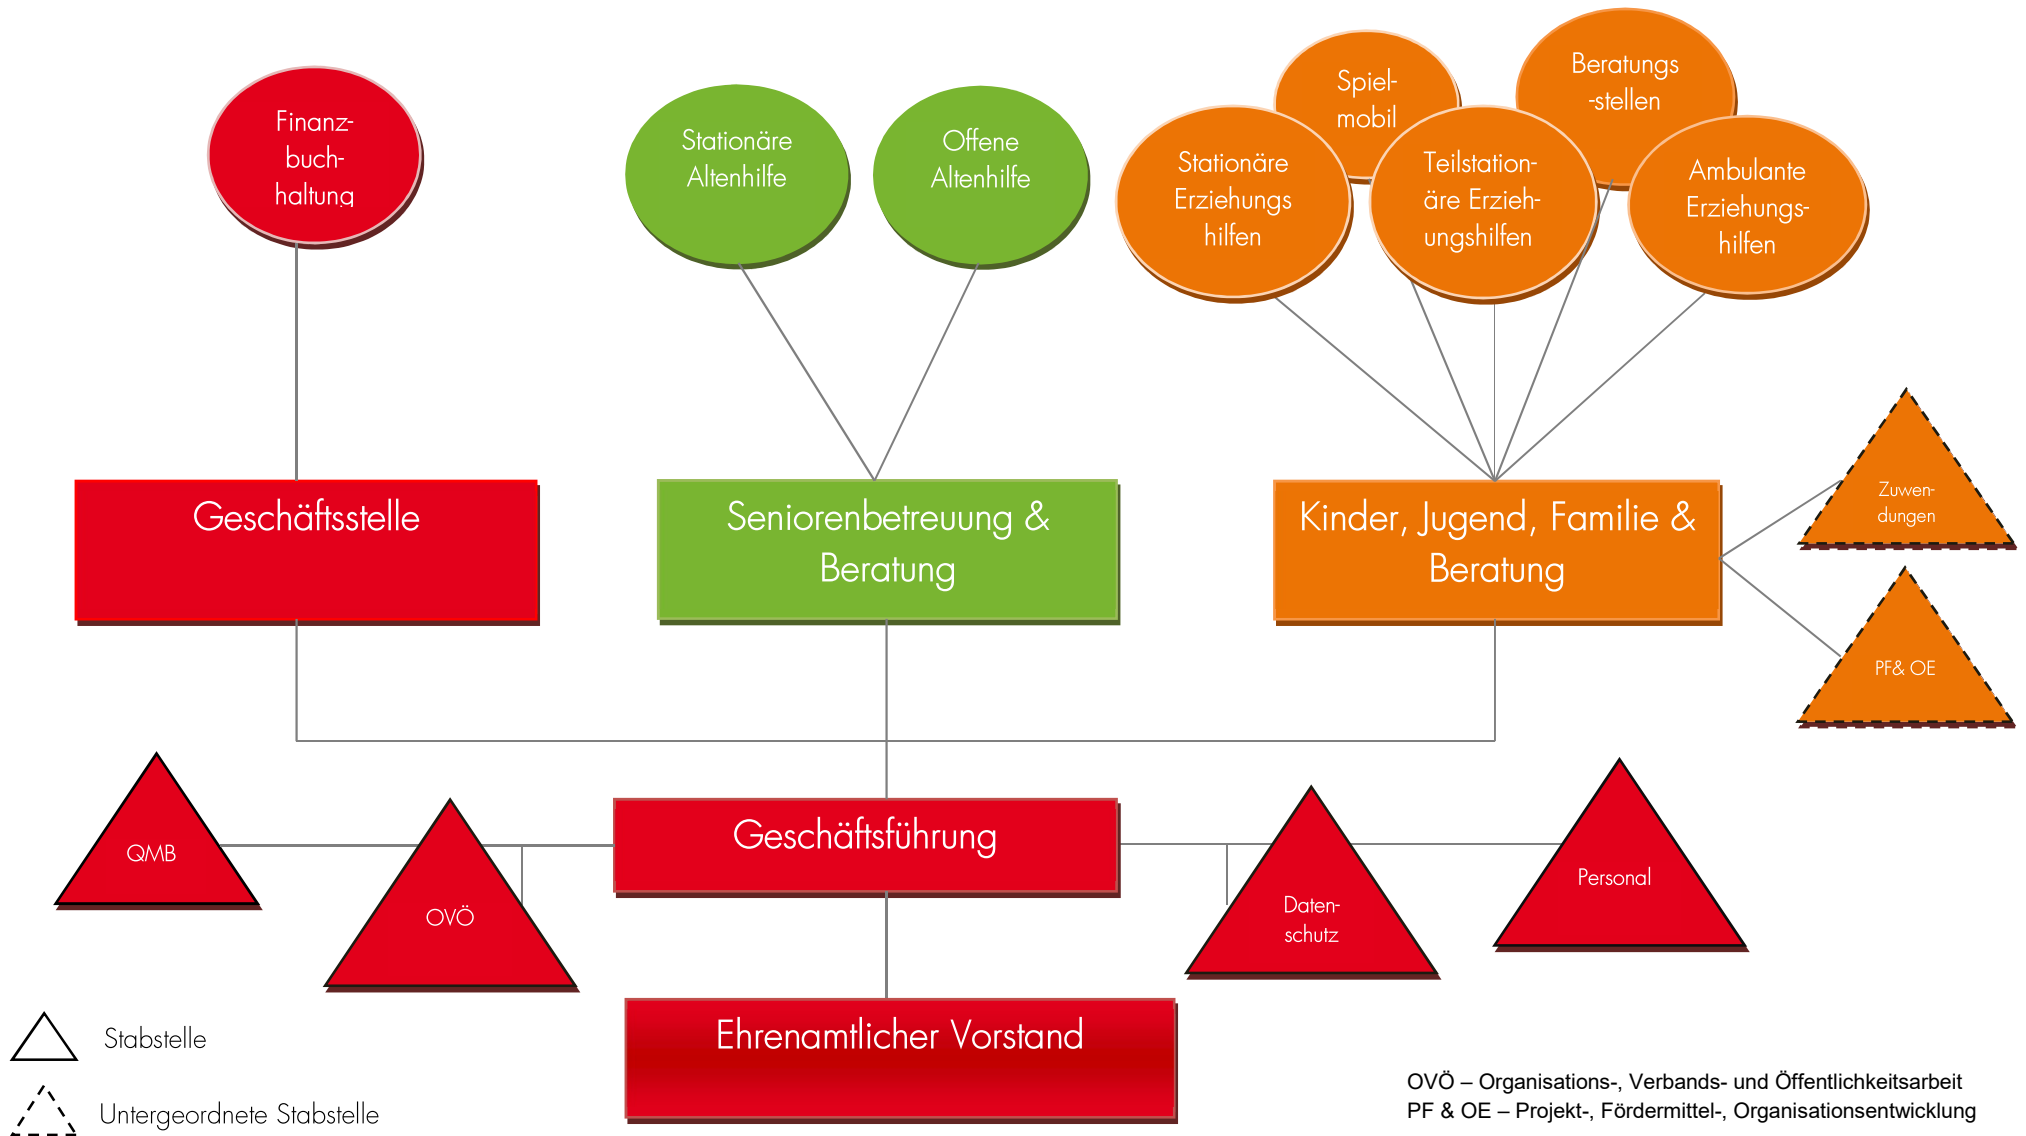 Finanz-
buch-
haltung
Stationäre
Altenhilfe
Offene
Altenhilfe
Spiel-
mobil
Beratungs
-stellen
Stationäre
Erziehungs
hilfen
Teilstation-
äre Erzieh-
ungshilfen
Ambulante
Erziehungs-
hilfen
Geschäftsstelle
Seniorenbetreuung &
Beratung
Kinder, Jugend, Familie &
Beratung
Zuwen-
dungen
PF& OE
QMB
OVÖ
Geschäftsführung
Daten-
schutz
Personal
Ehrenamtlicher Vorstand
Stabstelle
Untergeordnete Stabstelle
OVÖ – Organisations-, Verbands- und Öffentlichkeitsarbeit
PF & OE – Projekt-, Fördermittel-, Organisationsentwicklung